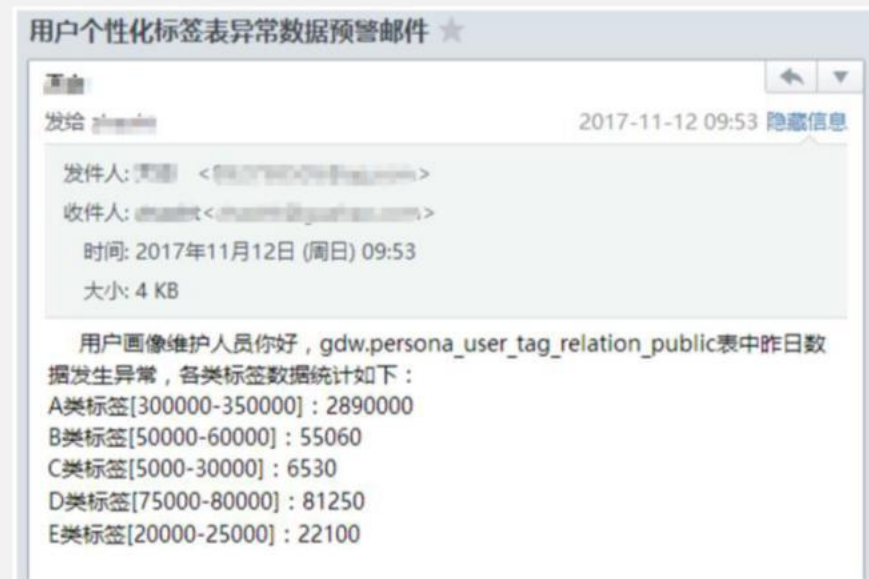 用户个性化标签表异常数据预警邮件
发给
2017-11-12 09:53 隐藏信息
发件人: < >
收件人: < >
时间: 2017年11月12日 (周日) 09:53
大小: 4 KB
用户画像维护人员你好，gdw.persona_user_tag_relation_public表中昨日数
据发生异常，各类标签数据统计如下：
A类标签[300000-350000]：2890000
B类标签[50000-60000]：55060
C类标签[5000-30000]：6530
D类标签[75000-80000]：81250
E类标签[20000-25000]：22100